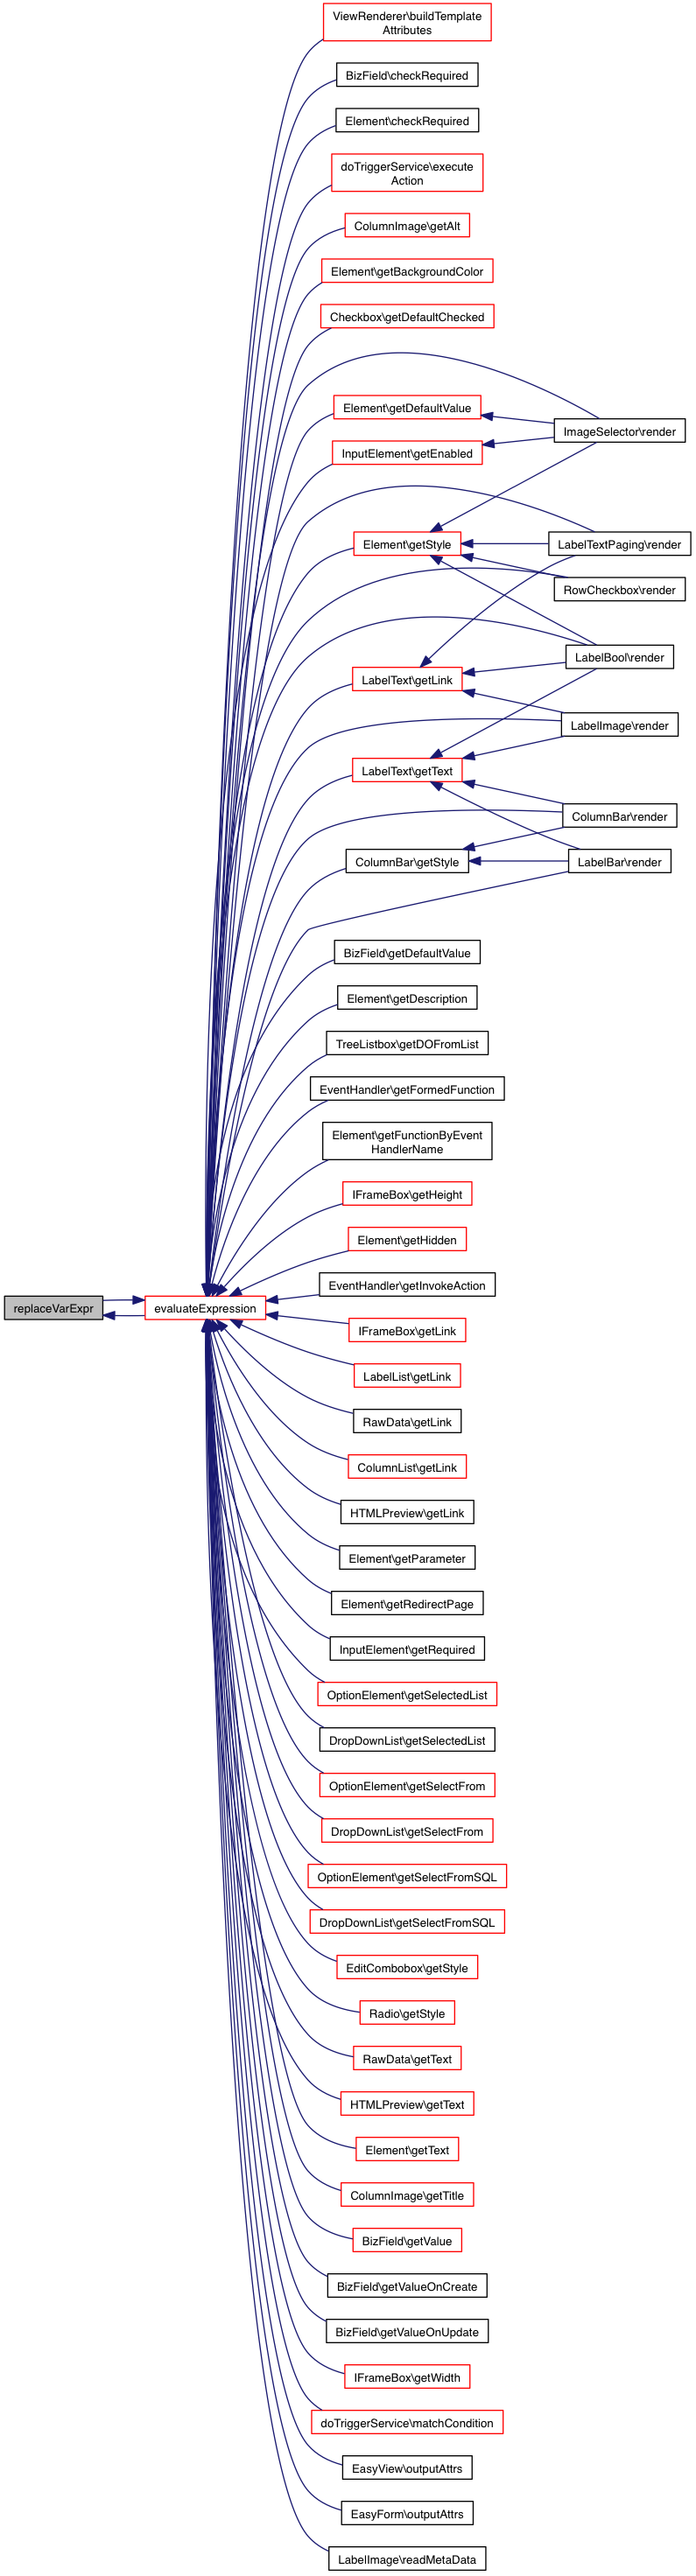 ViewRenderer\buildTemplate
Attributes
BizField\checkRequired
Element\checkRequired
doTriggerService\execute
Action
ColumnImage\getAlt
Element\getBackgroundColor
Checkbox\getDefaultChecked
Element\getDefaultValue
ImageSelector\render
InputElement\getEnabled
Element\getStyle
LabelTextPaging\render
RowCheckbox\render
LabelBool\render
LabelText\getLink
LabelImage\render
LabelText\getText
ColumnBar\render
ColumnBar\getStyle
LabelBar\render
BizField\getDefaultValue
Element\getDescription
TreeListbox\getDOFromList
EventHandler\getFormedFunction
Element\getFunctionByEvent
HandlerName
IFrameBox\getHeight
Element\getHidden
EventHandler\getInvokeAction
replaceVarExpr
evaluateExpression
IFrameBox\getLink
LabelList\getLink
RawData\getLink
ColumnList\getLink
HTMLPreview\getLink
Element\getParameter
Element\getRedirectPage
InputElement\getRequired
OptionElement\getSelectedList
DropDownList\getSelectedList
OptionElement\getSelectFrom
DropDownList\getSelectFrom
OptionElement\getSelectFromSQL
DropDownList\getSelectFromSQL
EditCombobox\getStyle
Radio\getStyle
RawData\getText
HTMLPreview\getText
Element\getText
ColumnImage\getTitle
BizField\getValue
BizField\getValueOnCreate
BizField\getValueOnUpdate
IFrameBox\getWidth
doTriggerService\matchCondition
EasyView\outputAttrs
EasyForm\outputAttrs
LabelImage\readMetaData